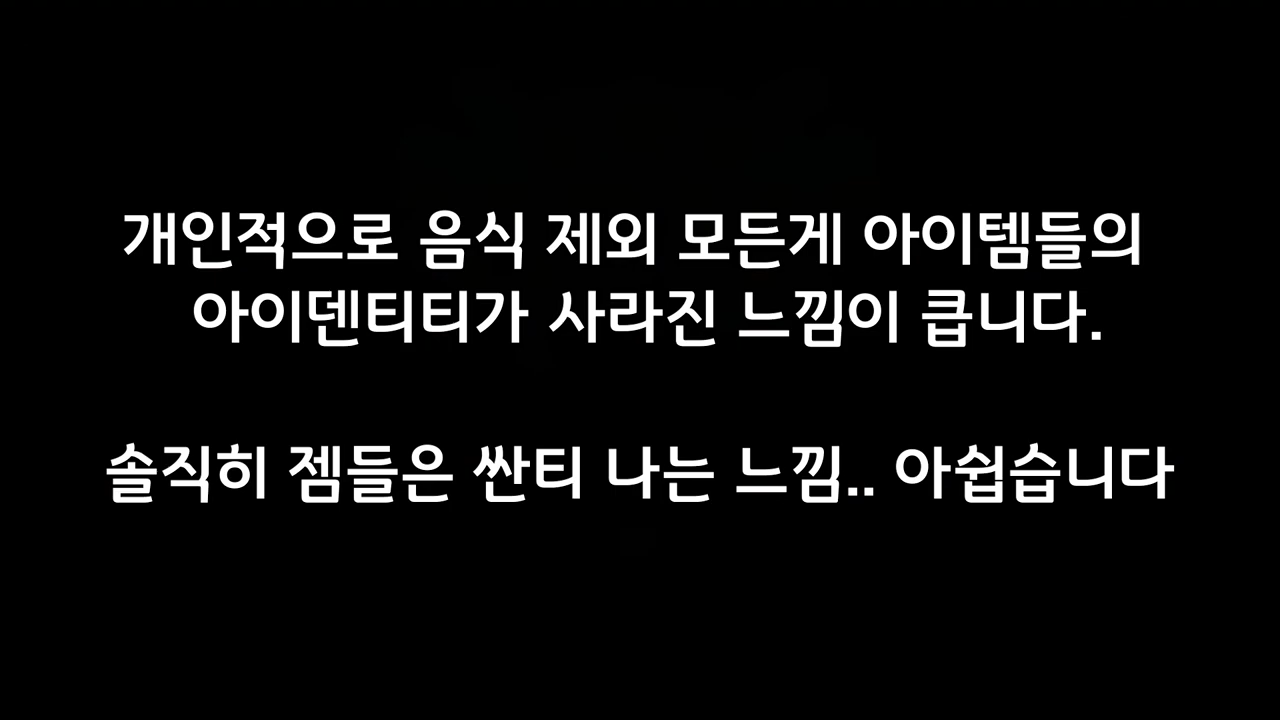 개인적으로 음식 제외 모든게 아이템들의
아이덴티티가 사라진 느낌이 큽니다.
솔직히 젬들은 싼티 나는 느낌.. 아쉽습니다